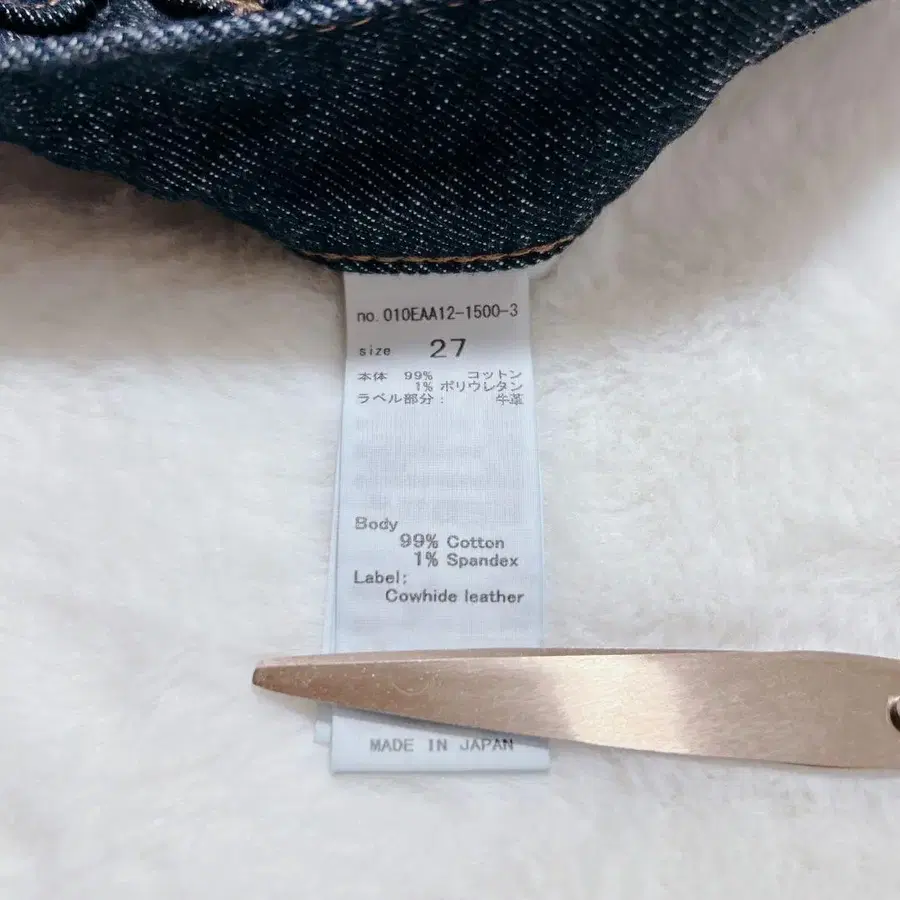 no. 010EAA12-1500-3
size 27
本体 99% コットン
1% ポリウレタン
ラベル部分： 牛革
Body
99% Cotton
1% Spandex
Label:
Cowhide leather
MADE IN JAPAN